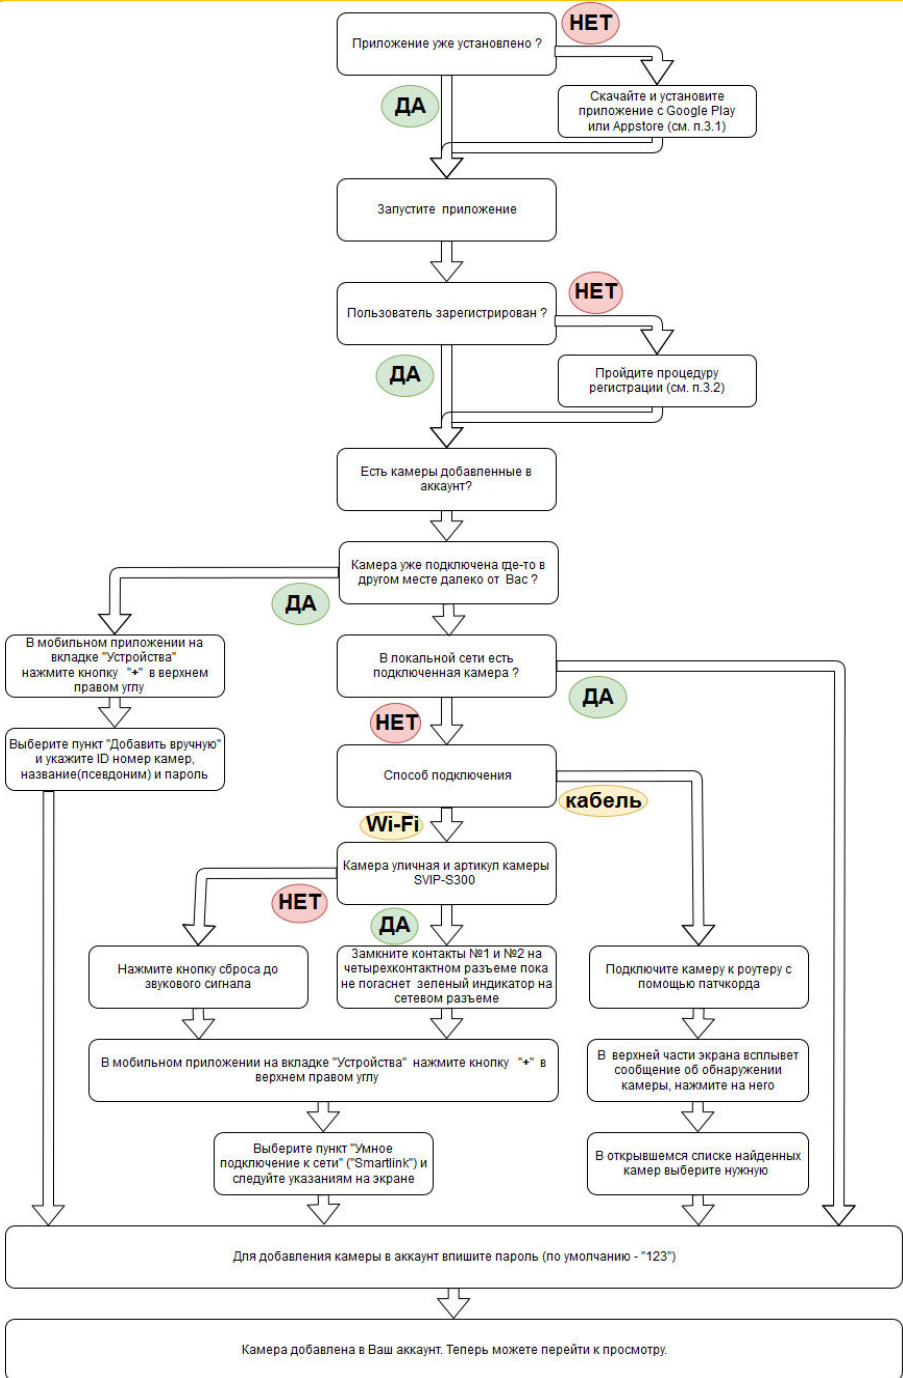 НЕТ
Приложение уже установлено ?
ДА
Скачайте и установите
приложение с Google Play
или Appstore (см. п.3.1)
Запустите приложение
НЕТ
Пользователь зарегистрирован ?
ДА
Пройдите процедуру
регистрации (см. п.3.2)
Есть камеры добавленные в
аккаунт?
Камера уже подключена где-то в
другом месте далеко от Вас ?
ДА
В мобильном приложении на
вкладке "Устройства"
нажмите кнопку "+" в верхнем
правом углу
В локальной сети есть
подключенная камера ?
ДА
НЕТ
Выберите пункт "Добавить вручную"
и укажите ID номер камер,
название(псевдоним) и пароль
Способ подключения
кабель
Wi-Fi
Камера уличная и артикул камеры
SVIP-S300
НЕТ
ДА
Нажмите кнопку сброса до
звукового сигнала
Замкните контакты №1 и №2 на
четырехконтактном разъеме пока
не погаснет зеленый индикатор на
сетевом разъеме
Подключите камеру к роутеру с
помощью патчкорда
В мобильном приложении на вкладке "Устройства" нажмите кнопку "+" в
верхнем правом углу
В верхней части экрана всплывет
сообщение об обнаружении
камеры, нажмите на него
Выберите пункт "Умное
подключение к сети" ("Smartlink") и
следуйте указаниям на экране
В открывшемся списке найденных
камер выберите нужную
Для добавления камеры в аккаунт впишите пароль (по умолчанию - "123")
Камера добавлена в Ваш аккаунт. Теперь можете перейти к просмотру.